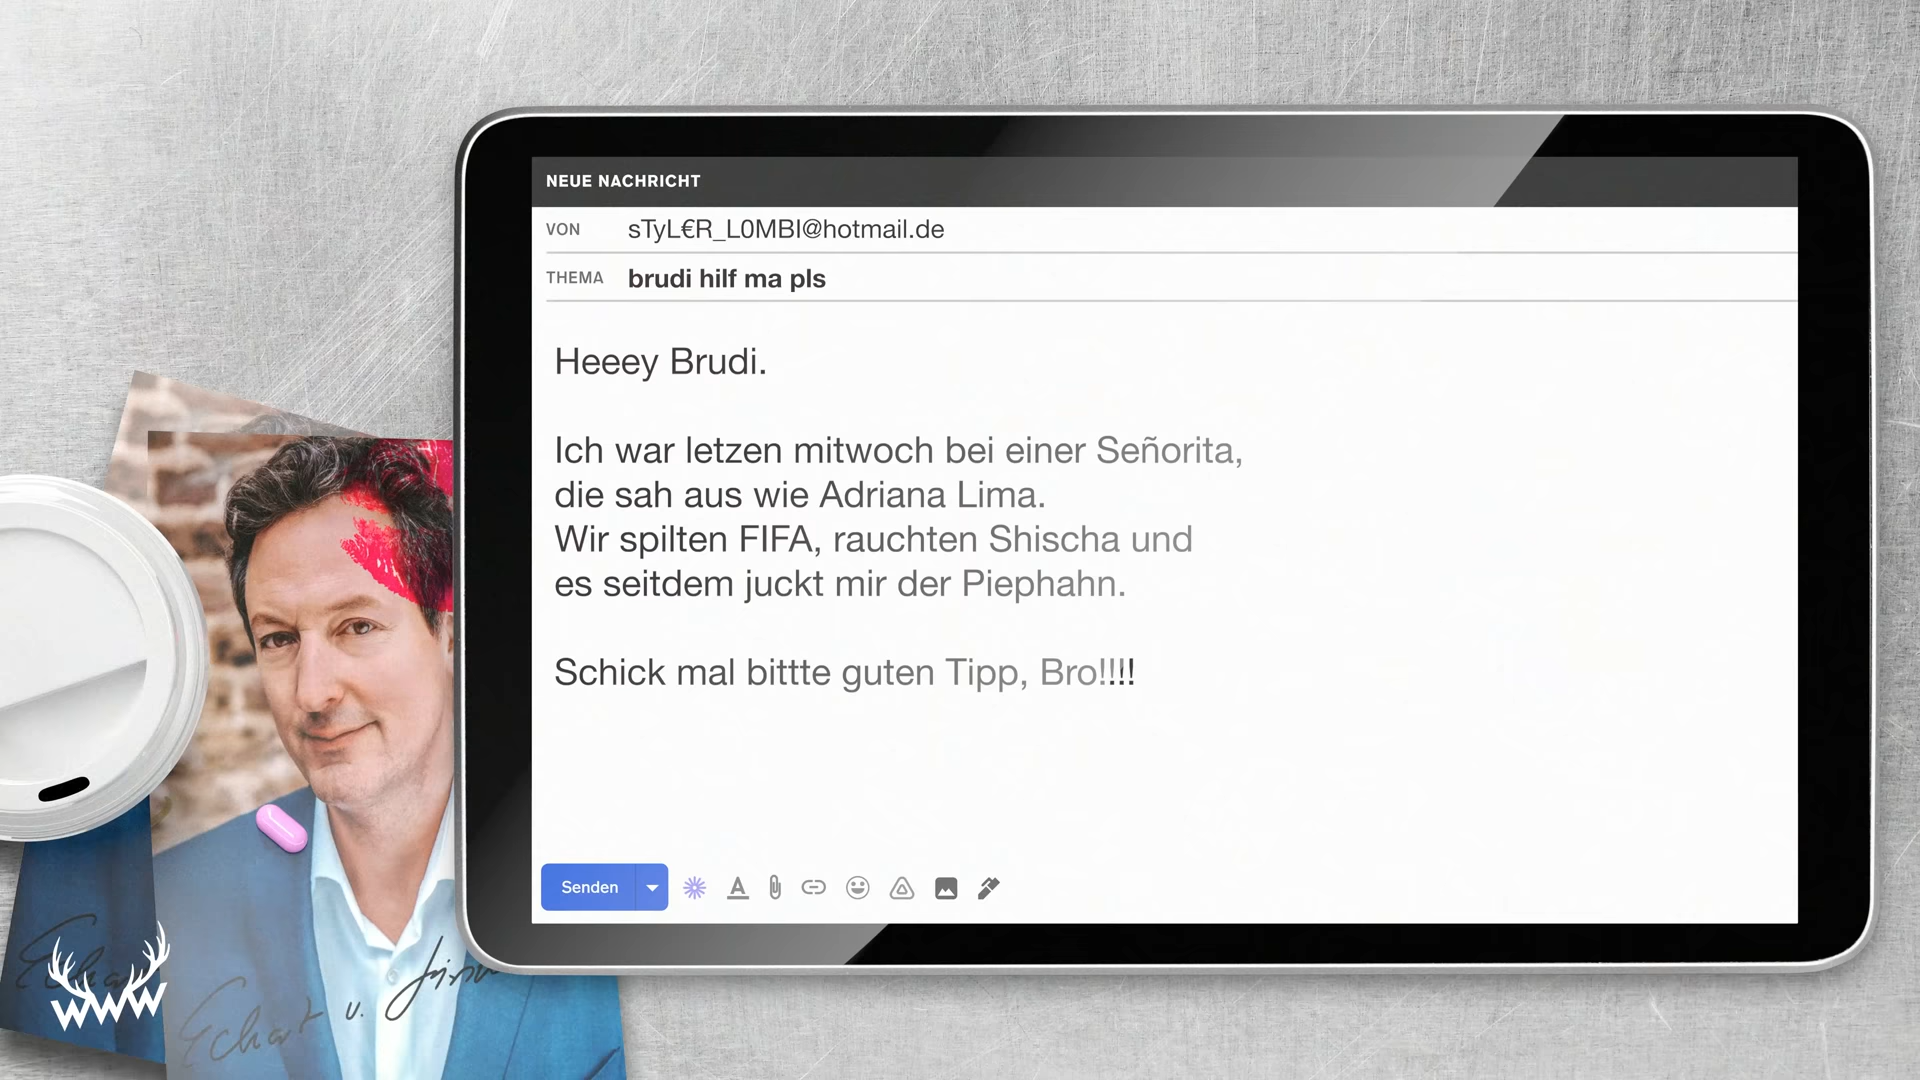 NEUE NACHRICHT
VON sTyL€R_L0MBI@hotmail.de
THEMA brudi hilf ma pls
Heeey Brudi.
Ich war letzen mitwoch bei einer Señorita,
die sah aus wie Adriana Lima.
Wir spilten FIFA, rauchten Shischa und
es seitdem juckt mir der Piephahn.
Schick mal bittte guten Tipp, Bro!!!!
Senden
Eckart v.
WWW